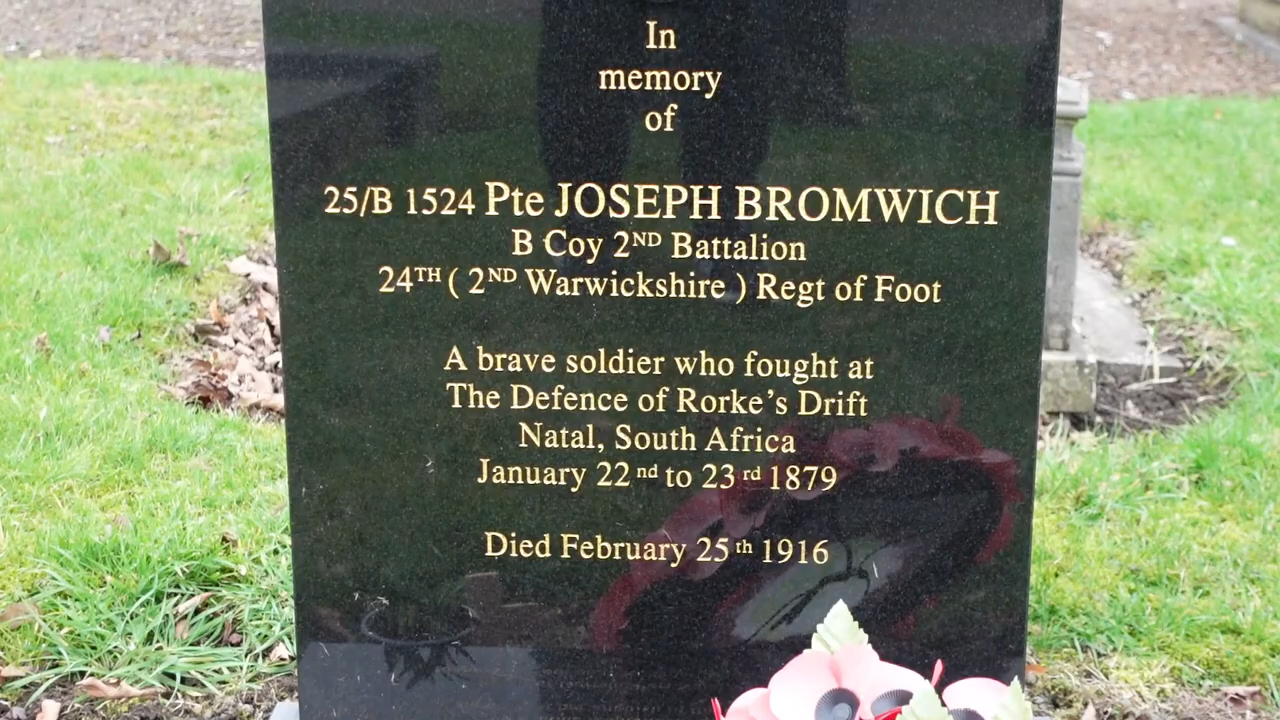 In
memory
of
25/B 1524 Pte JOSEPH BROMWICH
B Coy 2ND Battalion
24TH ( 2ND Warwickshire ) Regt of Foot
A brave soldier who fought at
The Defence of Rorke's Drift
Natal, South Africa
January 22nd to 23rd 1879
Died February 25th 1916